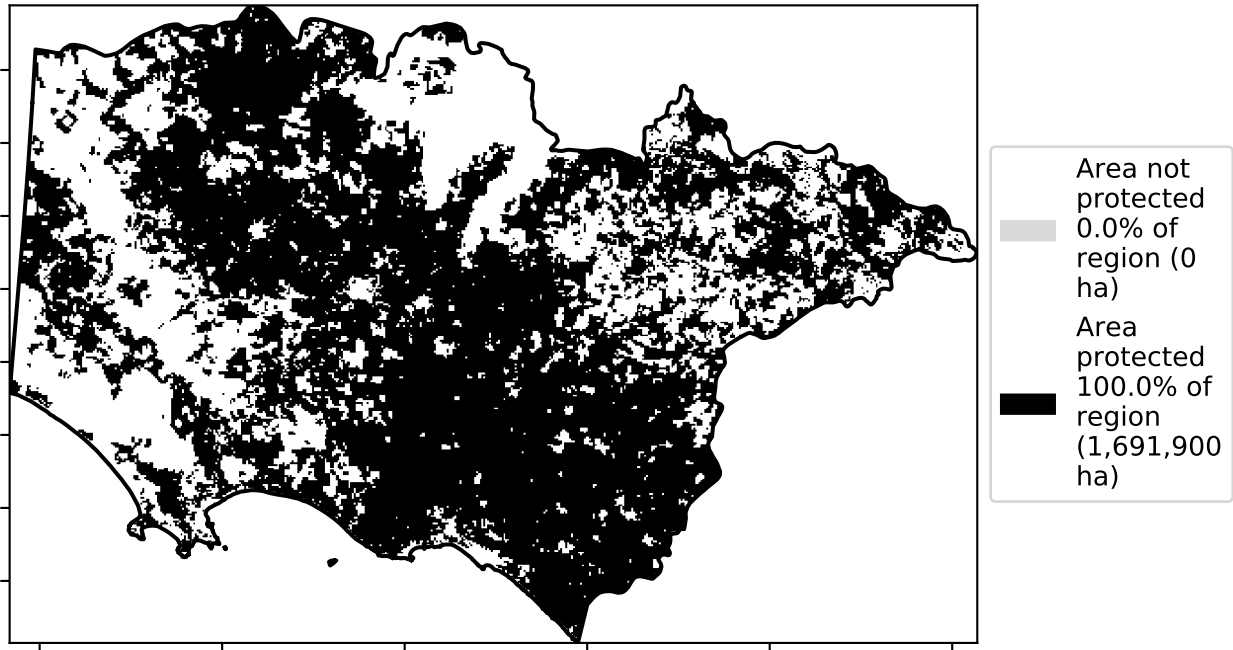 Area not
protected
0.0% of
region (0
ha)
Area
protected
100.0% of
region
(1,691,900
ha)